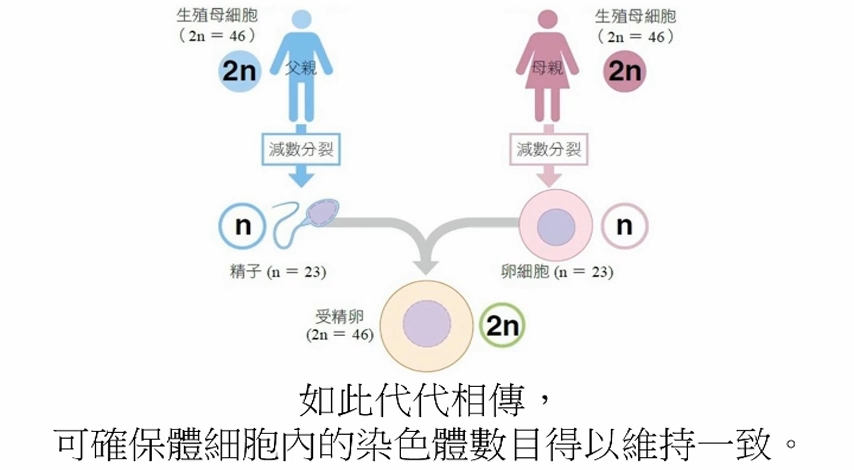 生殖母細胞
（2n = 46）
2n
父親
生殖母細胞
（2n = 46）
2n
母親
減數分裂
減數分裂
n
精子 (n = 23)
n
卵細胞 (n = 23)
受精卵
(2n = 46)
2n
如此代代相傳，
可確保體細胞內的染色體數目得以維持一致。